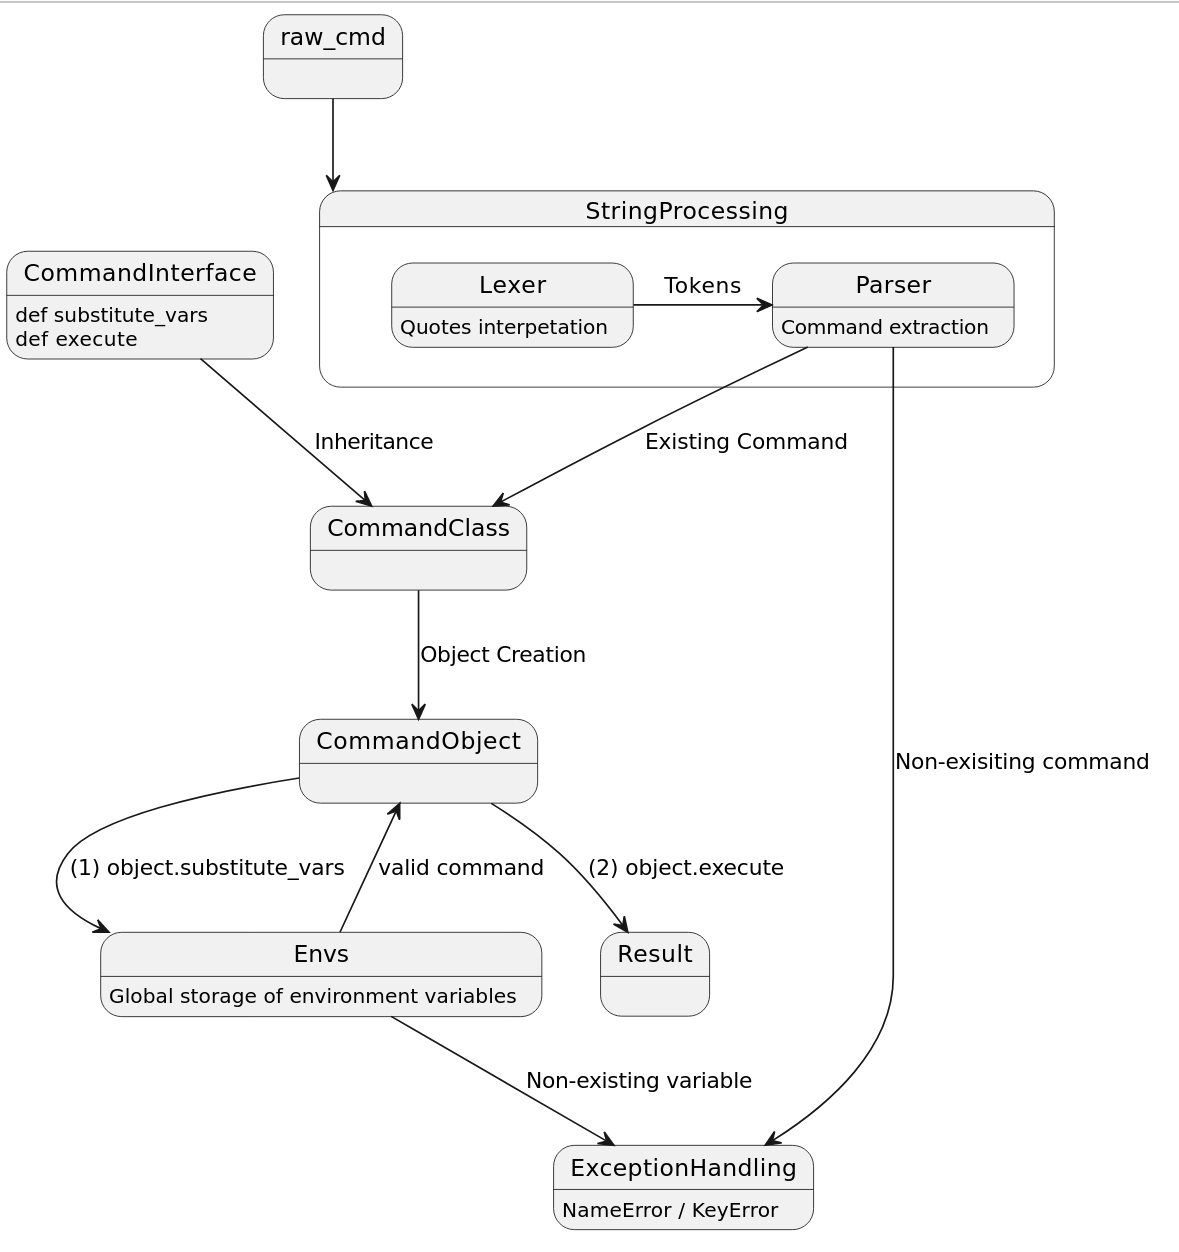 raw_cmd
StringProcessing
CommandInterface
def substitute_vars
def execute
Lexer
Quotes interpetation
Tokens
Parser
Command extraction
Inheritance
Existing Command
CommandClass
Object Creation
CommandObject
Non-exisiting command
(1) object.substitute_vars
valid command
(2) object.execute
Envs
Global storage of environment variables
Result
Non-existing variable
ExceptionHandling
NameError / KeyError